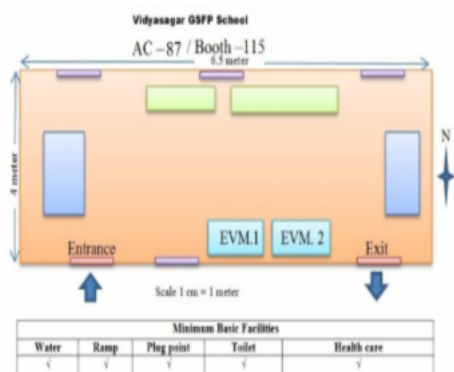 Vidyasagar GSFP School
AC -87 / Booth -115
6.5 meter
4 meter
N
EVM.1 EVM. 2
Entrance Exit
Scale 1 cm = 1 meter
Minimum Basic Facilities
Water Ramp Plug point Toilet Health care
√ √ √ √ √